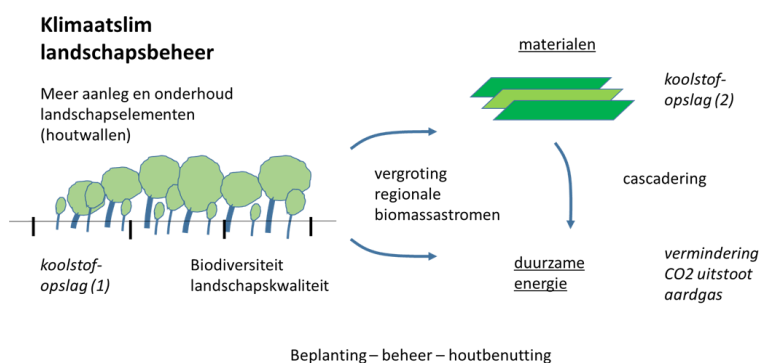 Klimaatslim
landschapsbeheer
Meer aanleg en onderhoud
landschapselementen
(houtwallen)
koolstof-
opslag (1)
Biodiversiteit
landschapskwaliteit
vergroting
regionale
biomassastromen
materialen
koolstof-
opslag (2)
cascadering
duurzame
energie
vermindering
CO2 uitstoot
aardgas
Beplanting – beheer – houtbenutting